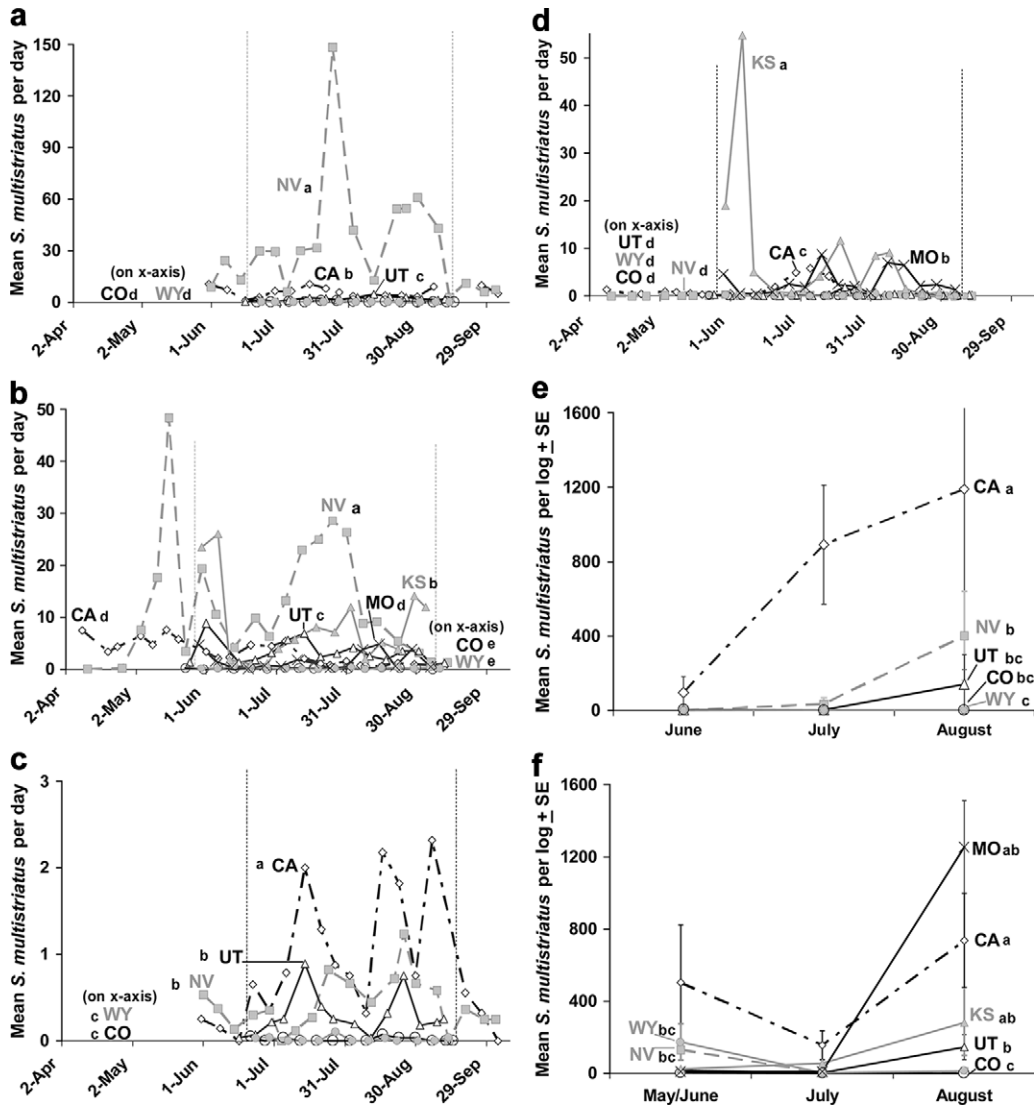 a
Mean S. multistriatus per day
150
120
90
60
30
0
NV a
(on x-axis)
CO d WY d
CA b
UT c
2-Apr 2-May 1-Jun 1-Jul 31-Jul 30-Aug 29-Sep
b
Mean S. multistriatus per day
50
40
30
20
10
0
NV a
KS b
CA d
UT c
MO d
(on x-axis)
CO e
WY e
2-Apr 2-May 1-Jun 1-Jul 31-Jul 30-Aug 29-Sep
c
Mean S. multistriatus per day
3
2
1
0
a CA
b UT
b NV
(on x-axis)
c WY
c CO
2-Apr 2-May 1-Jun 1-Jul 31-Jul 30-Aug 29-Sep
d
Mean S. multistriatus per day
50
40
30
20
10
0
KS a
(on x-axis)
UT d
WY d
CO d
NV d
CA c
MO b
2-Apr 2-May 1-Jun 1-Jul 31-Jul 30-Aug 29-Sep
e
Mean S. multistriatus per log ± SE
1600
1200
800
400
0
CA a
NV b
UT bc
CO bc
WY c
June July August
f
Mean S. multistriatus per log ± SE
1600
1200
800
400
0
MO ab
CA a
WY bc
NV bc
KS ab
UT b
CO c
May/June July August